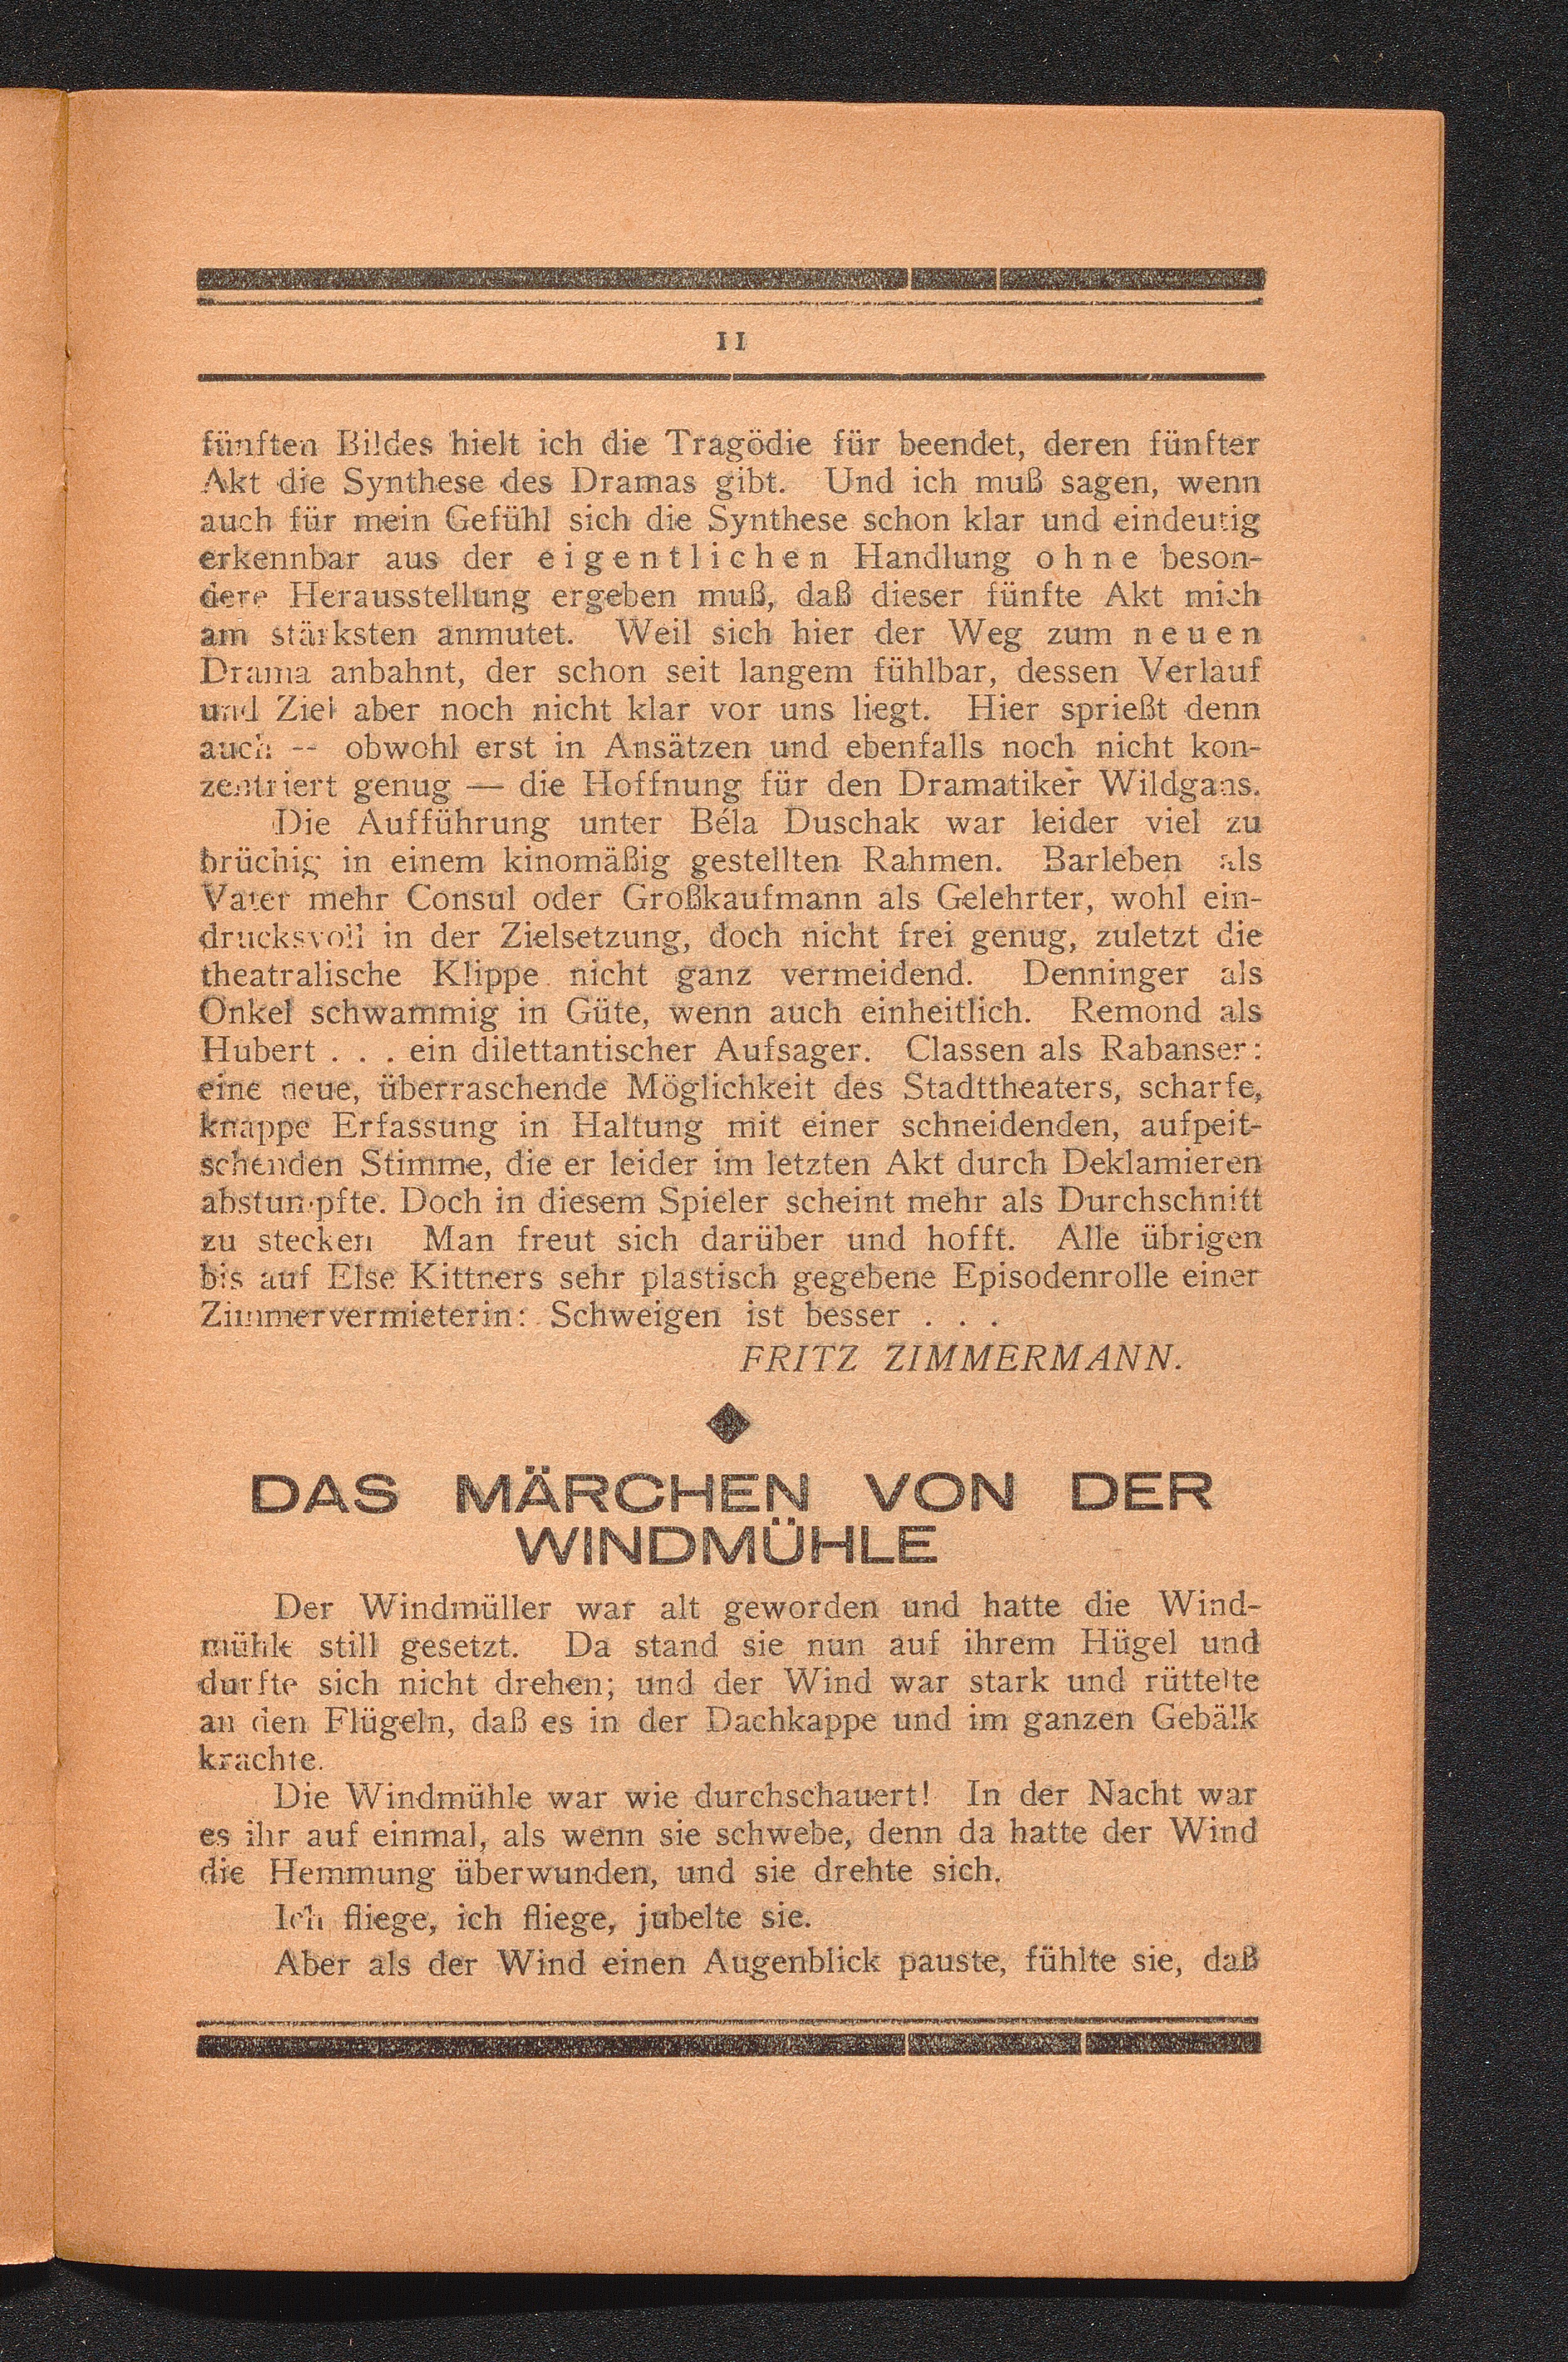 11
fünften Bildes hielt ich die Tragödie für beendet, deren fünfter
Akt die Synthese des Dramas gibt. Und ich muß sagen, wenn
auch für mein Gefühl sich die Synthese schon klar und eindeutig
erkennbar aus der eigentlichen Handlung ohne beson-
dere Herausstellung ergeben muß, daß dieser fünfte Akt mich
am stärksten anmutet. Weil sich hier der Weg zum neuen
Drama anbahnt, der schon seit langem fühlbar, dessen Verlauf
und Ziel aber noch nicht klar vor uns liegt. Hier sprießt denn
auch -- obwohl erst in Ansätzen und ebenfalls noch nicht kon-
zentriert genug — die Hoffnung für den Dramatiker Wildgans.
Die Aufführung unter Béla Duschak war leider viel zu
brüchig in einem kinomäßig gestellten Rahmen. Barleben als
Vater mehr Consul oder Großkaufmann als Gelehrter, wohl ein-
drucksvoll in der Zielsetzung, doch nicht frei genug, zuletzt die
theatralische Klippe nicht ganz vermeidend. Denninger als
Onkel schwammig in Güte, wenn auch einheitlich. Remond als
Hubert . . . ein dilettantischer Aufsager. Classen als Rabanser:
eine neue, überraschende Möglichkeit des Stadttheaters, scharfe,
knappe Erfassung in Haltung mit einer schneidenden, aufpeit-
schenden Stimme, die er leider im letzten Akt durch Deklamieren
abstumpfte. Doch in diesem Spieler scheint mehr als Durchschnitt
zu stecken Man freut sich darüber und hofft. Alle übrigen
bis auf Else Kittners sehr plastisch gegebene Episodenrolle einer
Zimmervermieterin: Schweigen ist besser . . .
FRITZ ZIMMERMANN.
DAS MÄRCHEN VON DER
WINDMÜHLE
Der Windmüller war alt geworden und hatte die Wind-
mühle still gesetzt. Da stand sie nun auf ihrem Hügel und
durfte sich nicht drehen; und der Wind war stark und rüttelte
an den Flügeln, daß es in der Dachkappe und im ganzen Gebälk
krachte.
Die Windmühle war wie durchschauert! In der Nacht war
es ihr auf einmal, als wenn sie schwebe, denn da hatte der Wind
die Hemmung überwunden, und sie drehte sich.
Ich fliege, ich fliege, jubelte sie.
Aber als der Wind einen Augenblick pauste, fühlte sie, daß